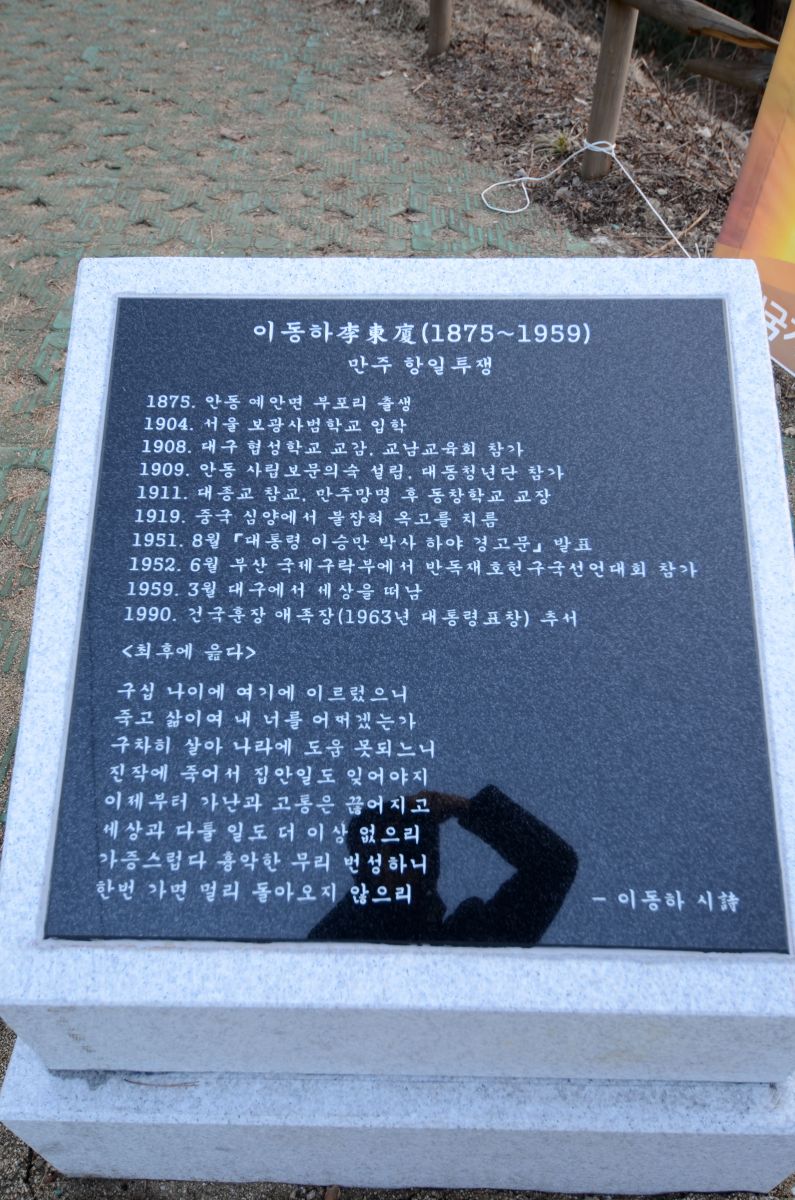 이동하李東廈(1875~1959)
만주 항일투쟁
1875. 안동 예안면 부포리 출생
1904. 서울 보광사범학교 입학
1908. 대구 협성학교 교감, 교남교육회 참가
1909. 안동 사립보문의숙 설립, 대동청년단 참가
1911. 대종교 참교, 만주망명 후 동창학교 교장
1919. 중국 심양에서 붙잡혀 옥고를 치름
1951. 8월 『대통령 이승만 박사 하야 경고문』 발표
1952. 6월 부산 국제구락부에서 반독재호헌구국선언대회 참가
1959. 3월 대구에서 세상을 떠남
1990. 건국훈장 애족장(1963년 대통령표창) 추서
<최후에 읊다>
구십 나이에 여기에 이르렀으니
죽고 삶이여 내 너를 어쩌겠는가
구차히 살아 나라에 도움 못되느니
진작에 죽어서 집안일도 잊어야지
이제부터 가난과 고통은 끊어지고
세상과 다툴 일도 더 이상 없으리
가증스럽다 흉악한 무리 번성하니
한번 가면 멀리 돌아오지 않으리
- 이동하 시詩